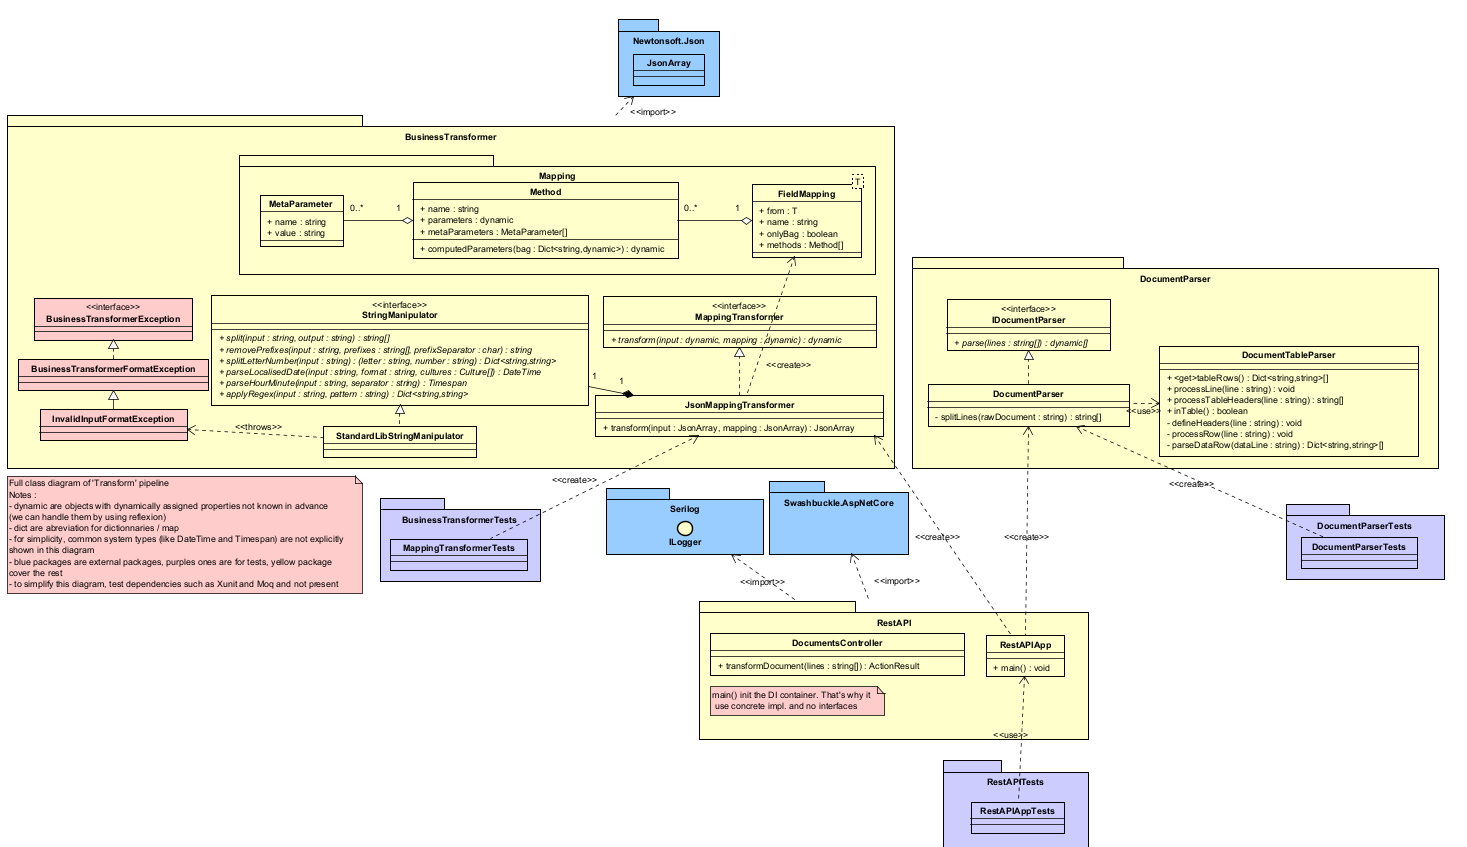 Newtonsoft.Json
JsonArray
<<import>>
BusinessTransformer
Mapping
MetaParameter
+ name : string
+ value : string
0..*
1
Method
+ name : string
+ parameters : dynamic
+ metaParameters : MetaParameter[]
+ computedParameters(bag : Dict<string,dynamic>) : dynamic
0..*
1
T
FieldMapping
+ from : T
+ name : string
+ onlyBag : boolean
+ methods : Method[]
<<interface>>
BusinessTransformerException
BusinessTransformerFormatException
InvalidInputFormatException
<<throws>>
<<interface>>
StringManipulator
+ split(input : string, output : string) : string[]
+ removePrefixes(input : string, prefixes : string[], prefixSeparator : char) : string
+ splitLetterNumber(input : string) : (letter : string, number : string) : Dict<string,string>
+ parseLocalisedDate(input : string, format : string, cultures : Culture[]) : DateTime
+ parseHourMinute(input : string, separator : string) : Timespan
+ applyRegex(input : string, pattern : string) : Dict<string,string>
StandardLibStringManipulator
<<interface>>
MappingTransformer
+ transform(input : dynamic, mapping : dynamic) : dynamic
<<create>>
1
1
JsonMappingTransformer
+ transform(input : JsonArray, mapping : JsonArray) : JsonArray
DocumentParser
<<interface>>
IDocumentParser
+ parse(lines : string[]) : dynamic[]
DocumentParser
- splitLines(rawDocument : string) : string[]
<<use>>
DocumentTableParser
+ <get>tableRows() : Dict<string,string>[]
+ processLine(line : string) : void
+ processTableHeaders(line : string) : string[]
+ inTable() : boolean
- defineHeaders(line : string) : void
- processRow(line : string) : void
- parseDataRow(dataLine : string) : Dict<string,string>[]
Full class diagram of 'Transform' pipeline
Notes :
- dynamic are objects with dynamically assigned properties not known in advance
(we can handle them by using reflexion)
- dict are abreviation for dictionnaries / map
- for simplicity, common system types (like DateTime and Timespan) are not explicitly
shown in this diagram
- blue packages are external packages, purples ones are for tests, yellow package
cover the rest
- to simplify this diagram, test dependencies such as Xunit and Moq and not present
<<create>>
BusinessTransformerTests
MappingTransformerTests
Serilog
ILogger
Swashbuckle.AspNetCore
<<create>>
<<create>>
<<create>>
DocumentParserTests
DocumentParserTests
<<import>>
<<import>>
RestAPI
DocumentsController
+ transformDocument(lines : string[]) : ActionResult
RestAPIApp
+ main() : void
main() init the DI container. That's why it
use concrete impl. and no interfaces
<<use>>
RestAPITests
RestAPIAppTests